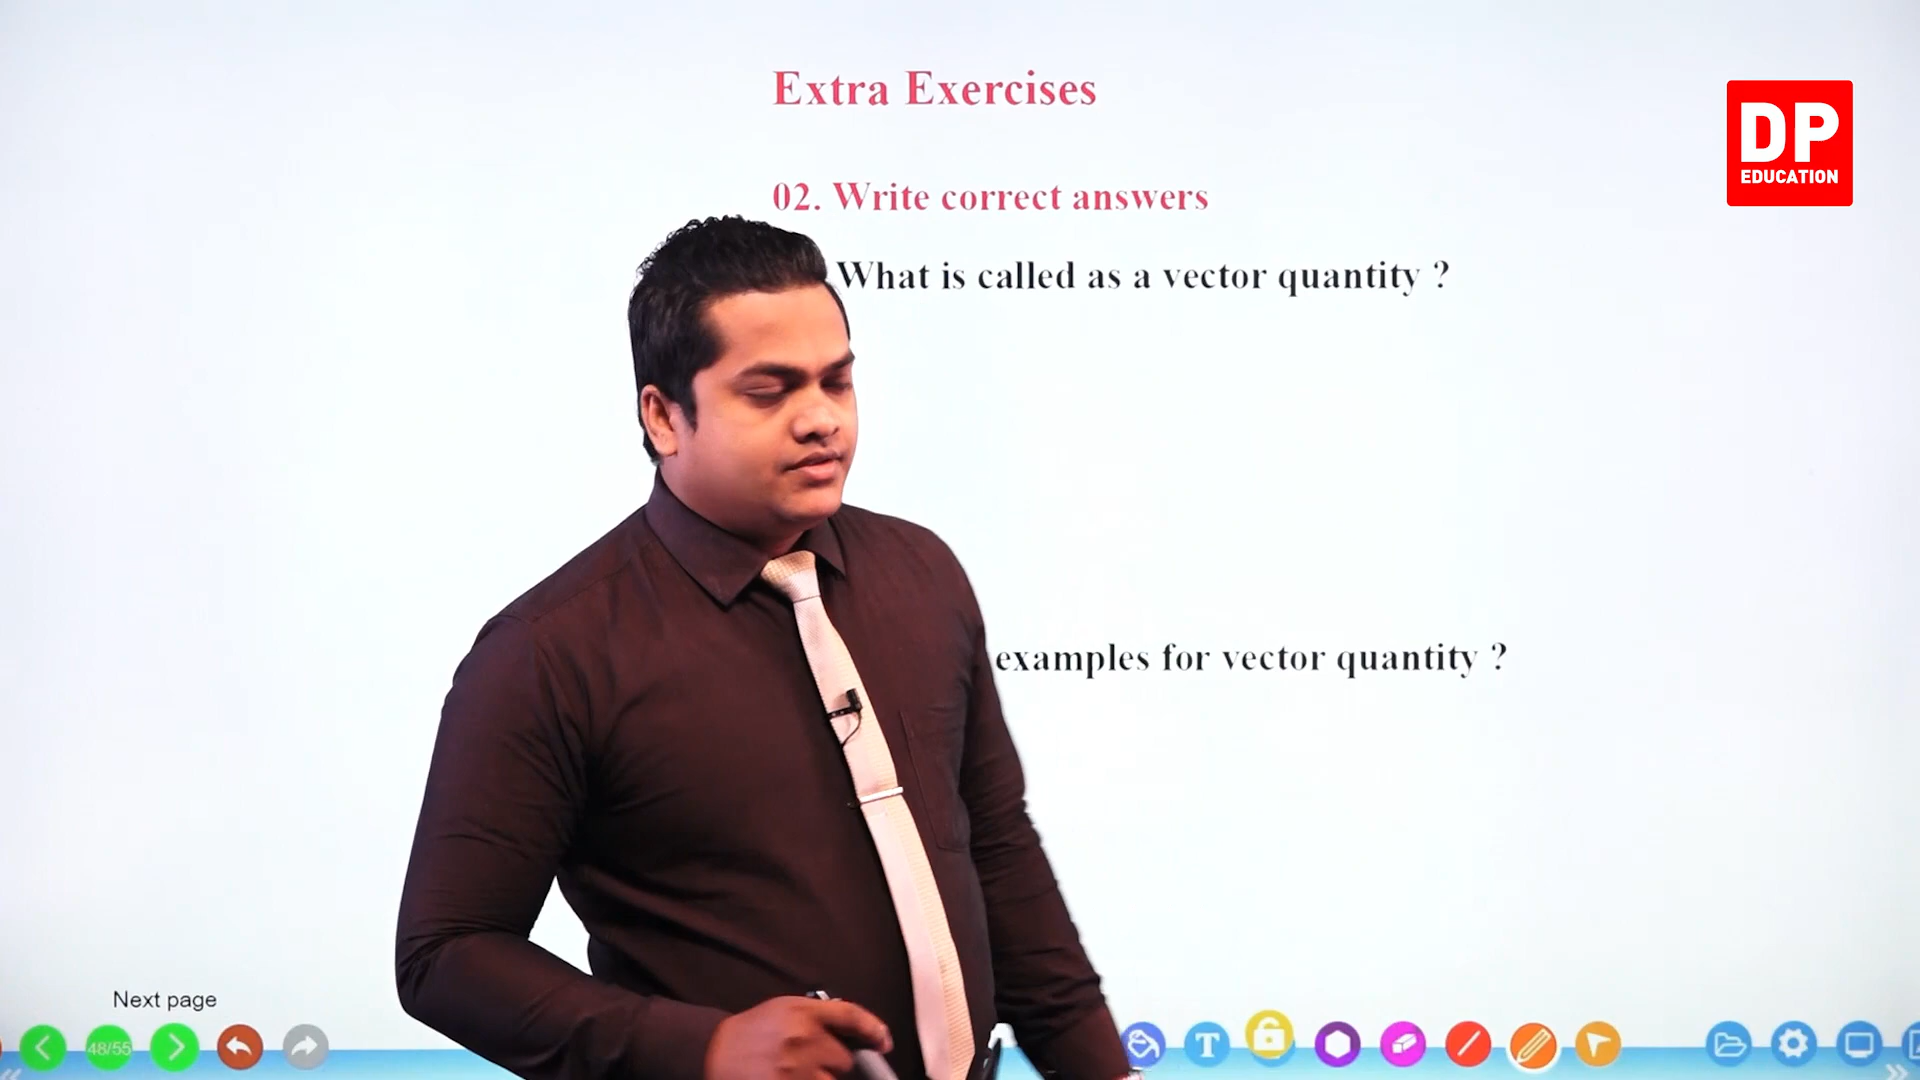 Extra Exercises
DP
EDUCATION
02. Write correct answers
What is called as a vector quantity ?
examples for vector quantity ?
Next page
48/55
T